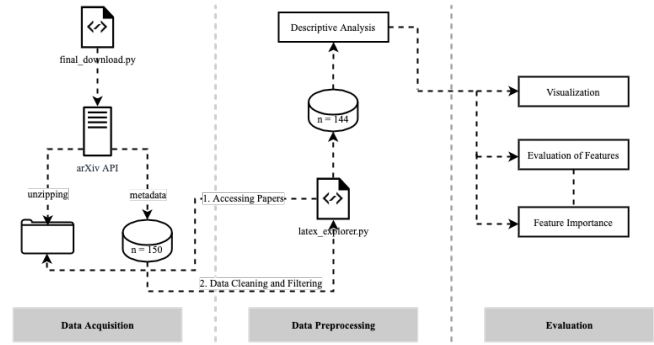 final_download.py
arXiv API
unzipping
metadata
n = 150
1. Accessing Papers
2. Data Cleaning and Filtering
Data Acquisition
Descriptive Analysis
n = 144
latex_explorer.py
Data Preprocessing
Visualization
Evaluation of Features
Feature Importance
Evaluation